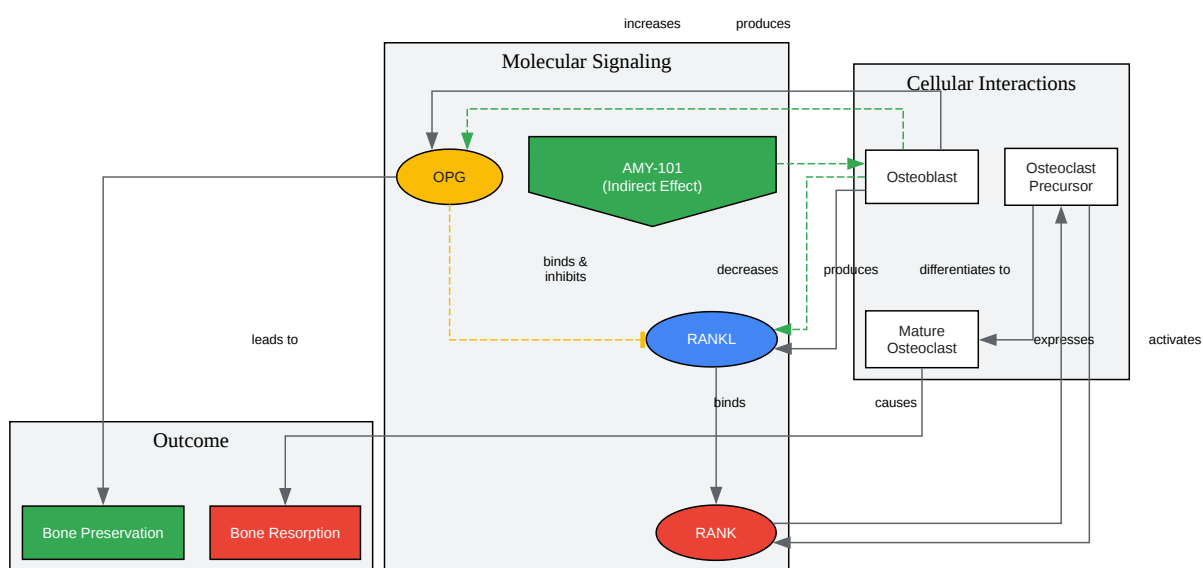 increases
produces
Molecular Signaling
Cellular Interactions
OPG
AMY-101
(Indirect Effect)
Osteoblast
Osteoclast
Precursor
binds &
inhibits
decreases
produces
differentiates to
leads to
RANKL
Mature
Osteoclast
expresses
activates
binds
causes
Outcome
Bone Preservation
Bone Resorption
RANK